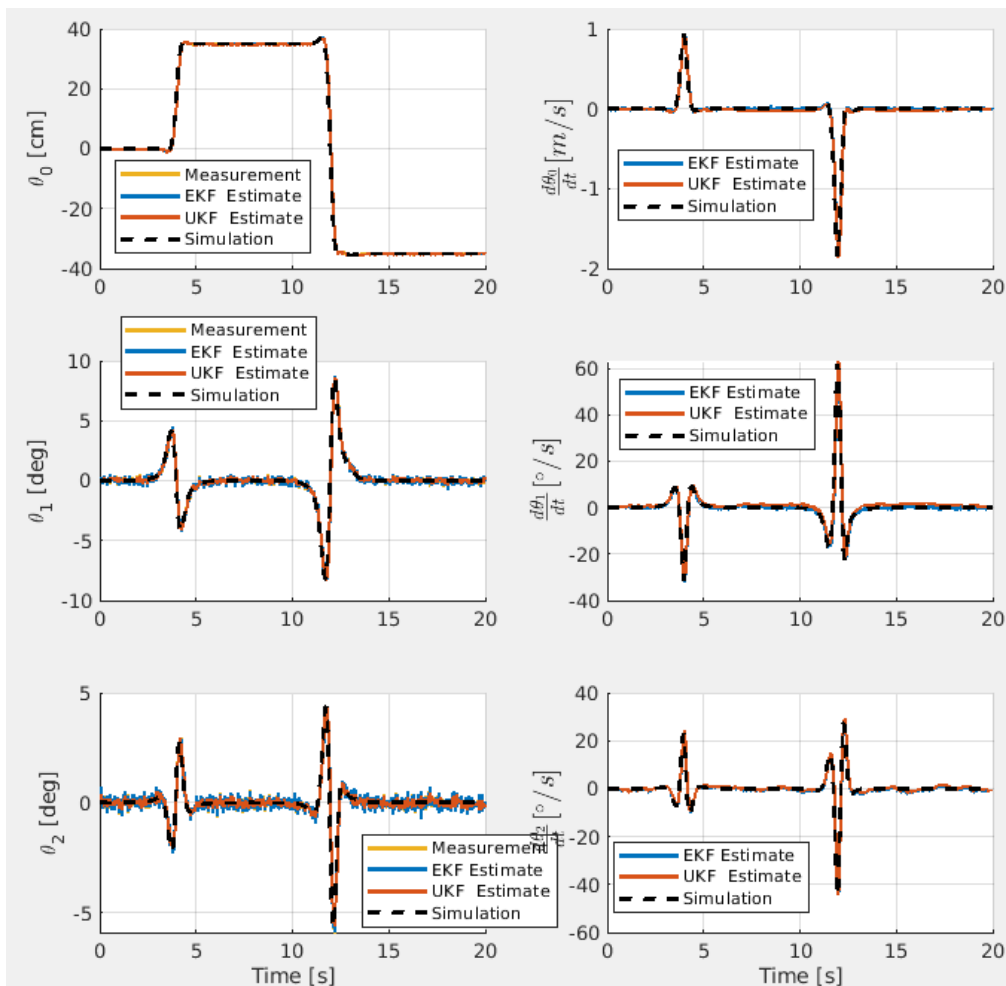 40
20
0
-20
-40
θ0 [cm]
Measurement
EKF Estimate
UKF Estimate
Simulation
0 5 10 15 20
1
0
-1
-2
dθ0/dt [m/s]
EKF Estimate
UKF Estimate
Simulation
0 5 10 15 20
Measurement
EKF Estimate
UKF Estimate
Simulation
10
5
0
-5
-10
θ1 [deg]
0 5 10 15 20
60
40
20
0
-20
-40
dθ1/dt [°/s]
EKF Estimate
UKF Estimate
Simulation
0 5 10 15 20
5
0
-5
θ2 [deg]
Measurement
EKF Estimate
UKF Estimate
Simulation
0 5 10 15 20
Time [s]
40
20
0
-20
-40
-60
dθ2/dt [°/s]
EKF Estimate
UKF Estimate
Simulation
0 5 10 15 20
Time [s]